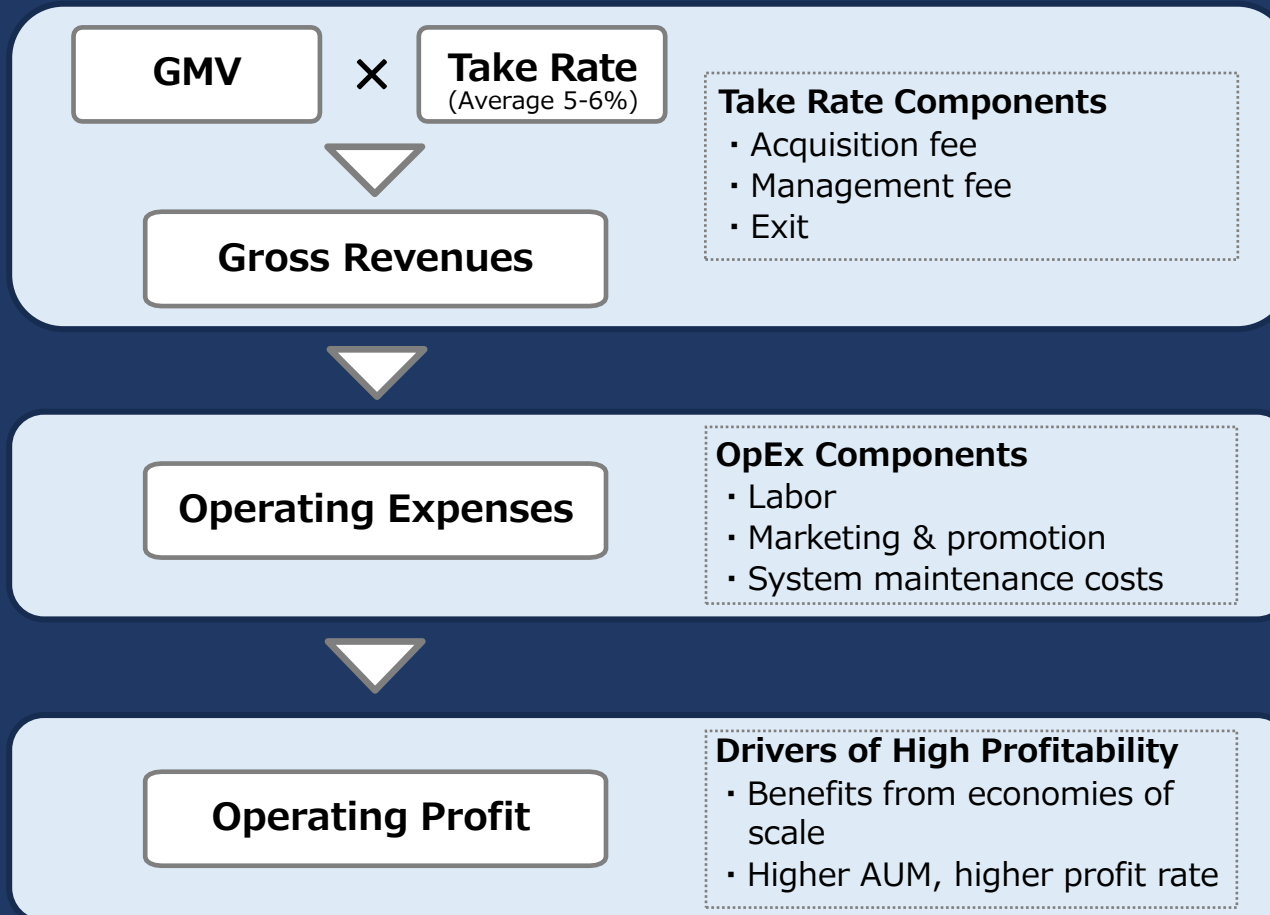 GMV
×
Take Rate
(Average 5-6%)
Take Rate Components
・Acquisition fee
・Management fee
・Exit
Gross Revenues
Operating Expenses
OpEx Components
・Labor
・Marketing & promotion
・System maintenance costs
Operating Profit
Drivers of High Profitability
・Benefits from economies of
scale
・Higher AUM, higher profit rate